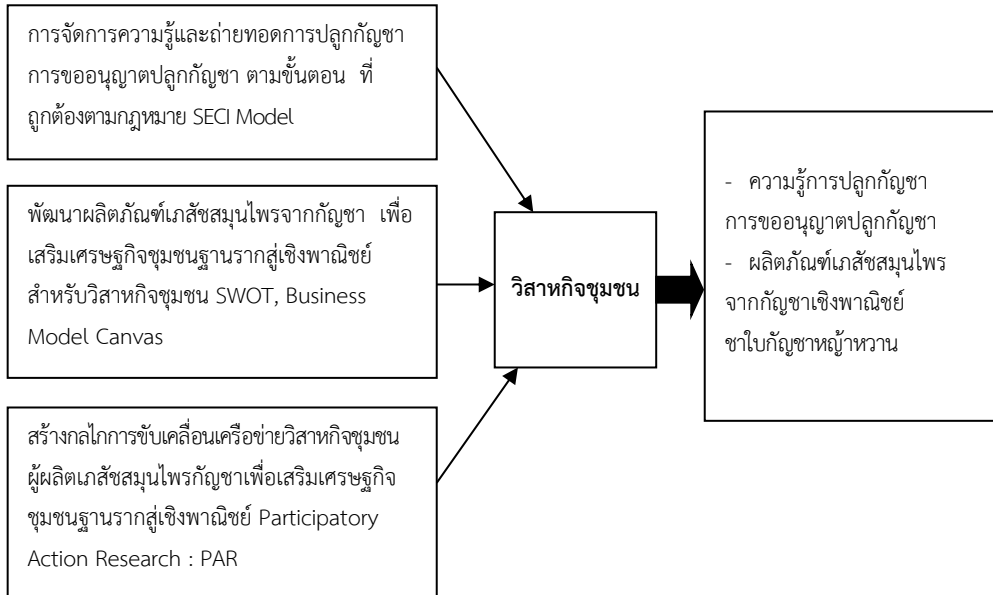 การจัดการความรู้และถ่ายทอดการปลูกกัญชา
การขออนุญาตปลูกกัญชา ตามขั้นตอน ที่
ถูกต้องตามกฎหมาย SECI Model
พัฒนาผลิตภัณฑ์เภสัชสมุนไพรจากกัญชา เพื่อ
เสริมเศรษฐกิจชุมชนฐานรากสู่เชิงพาณิชย์
สำหรับวิสาหกิจชุมชน SWOT, Business
Model Canvas
สร้างกลไกการขับเคลื่อนเครือข่ายวิสาหกิจชุมชน
ผู้ผลิตเภสัชสมุนไพรกัญชาเพื่อเสริมเศรษฐกิจ
ชุมชนฐานรากสู่เชิงพาณิชย์ Participatory
Action Research : PAR
วิสาหกิจชุมชน
- ความรู้การปลูกกัญชา
การขออนุญาตปลูกกัญชา
- ผลิตภัณฑ์เภสัชสมุนไพร
จากกัญชาเชิงพาณิชย์
ชาใบกัญชาหญ้าหวาน